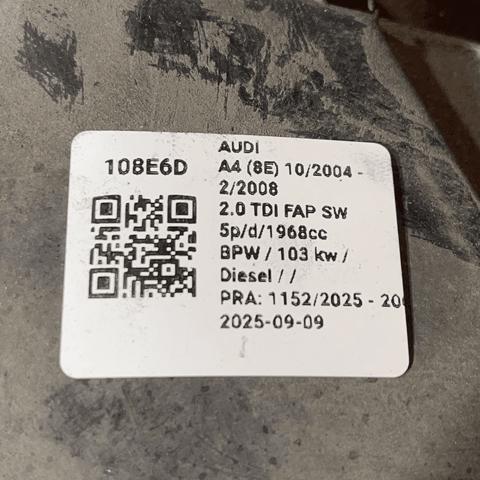 108E6D
AUDI
A4 (8E) 10/2004 -
2/2008
2.0 TDI FAP SW
5p/d/1968cc
BPW / 103 kw /
Diesel / /
PRA: 1152/2025 - 20
2025-09-09